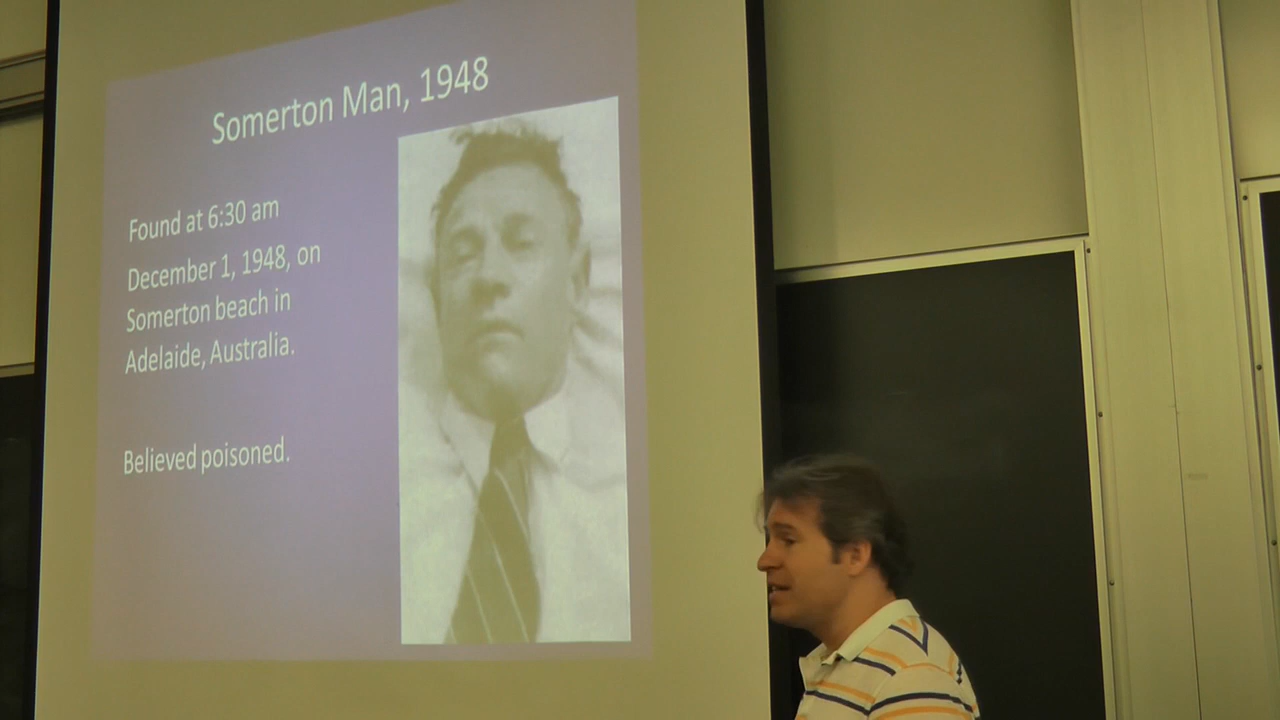 Somerton Man, 1948
Found at 6:30 am
December 1, 1948, on
Somerton beach in
Adelaide, Australia.
Believed poisoned.